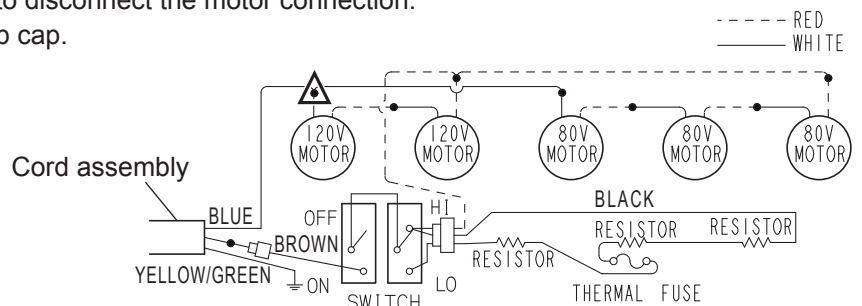 to disconnect the motor connection.
p cap.
RED
WHITE
120V MOTOR
120V MOTOR
80V MOTOR
80V MOTOR
80V MOTOR
Cord assembly
BLUE
BROWN
YELLOW/GREEN
OFF
ON
SWITCH
HI
LO
BLACK
RESISTOR
RESISTOR
RESISTOR
THERMAL FUSE